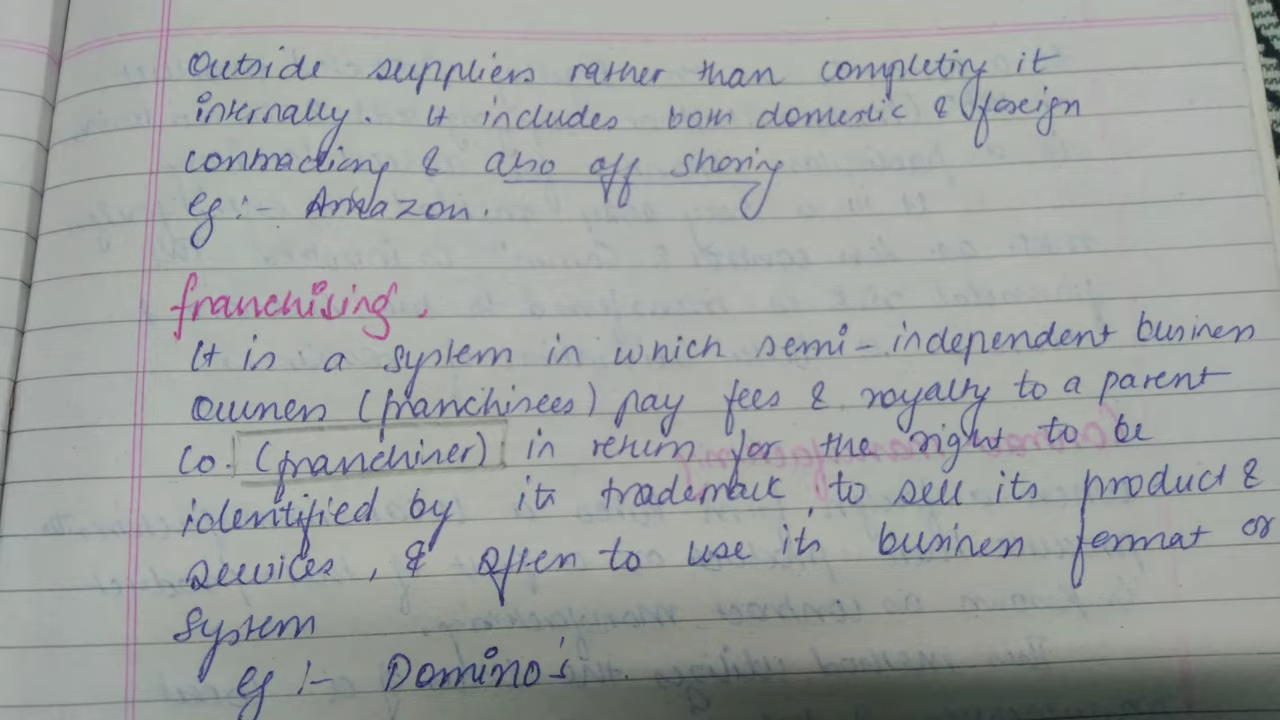 Outside suppliers rather than completing it
internally. It includes both domestic & foreign
contracting & also off shoring
eg :- Amazon.
franchising.
It is a system in which semi-independent business
owners (franchisees) pay fees & royalty to a parent
co. (franchiser) in return for the right to be
identified by its trademark to sell its product &
services, & often to use its business format or
system
eg :- Domino's.